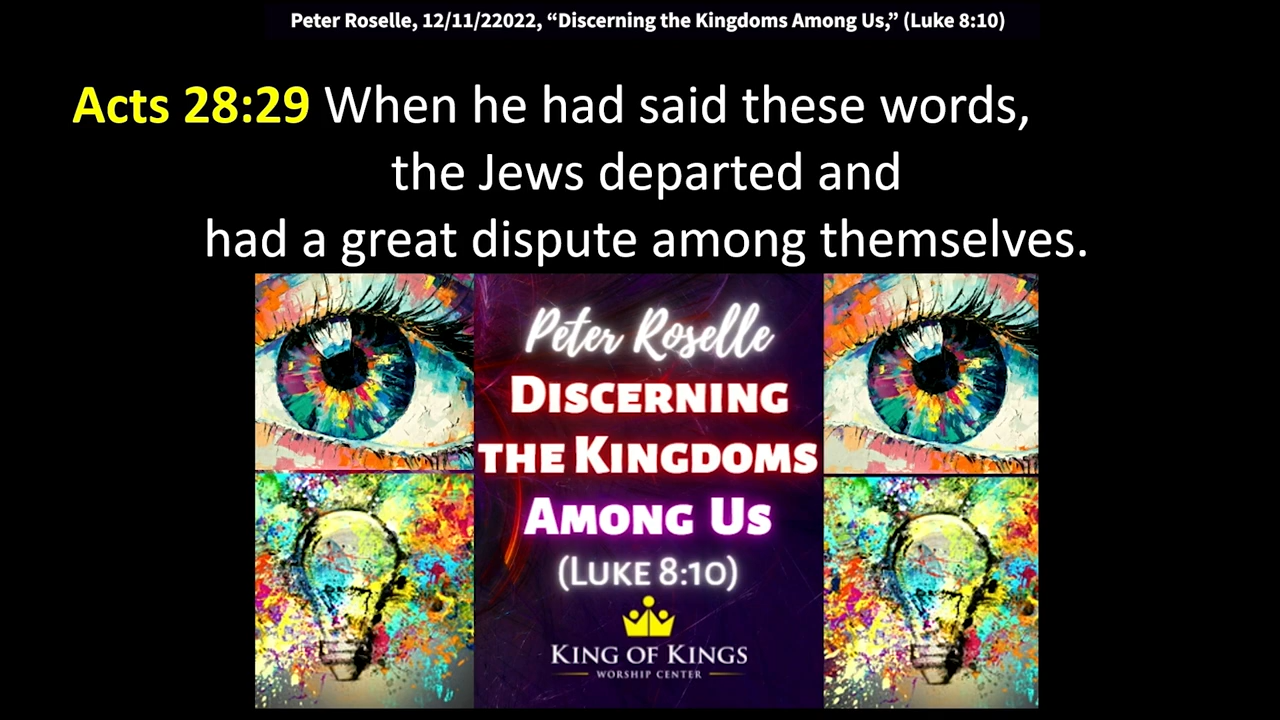 Peter Roselle, 12/11/22022, “Discerning the Kingdoms Among Us,” (Luke 8:10)
Acts 28:29 When he had said these words,
the Jews departed and
had a great dispute among themselves.
Peter Roselle
DISCERNING
THE KINGDOMS
AMONG US
(LUKE 8:10)
KING OF KINGS
WORSHIP CENTER